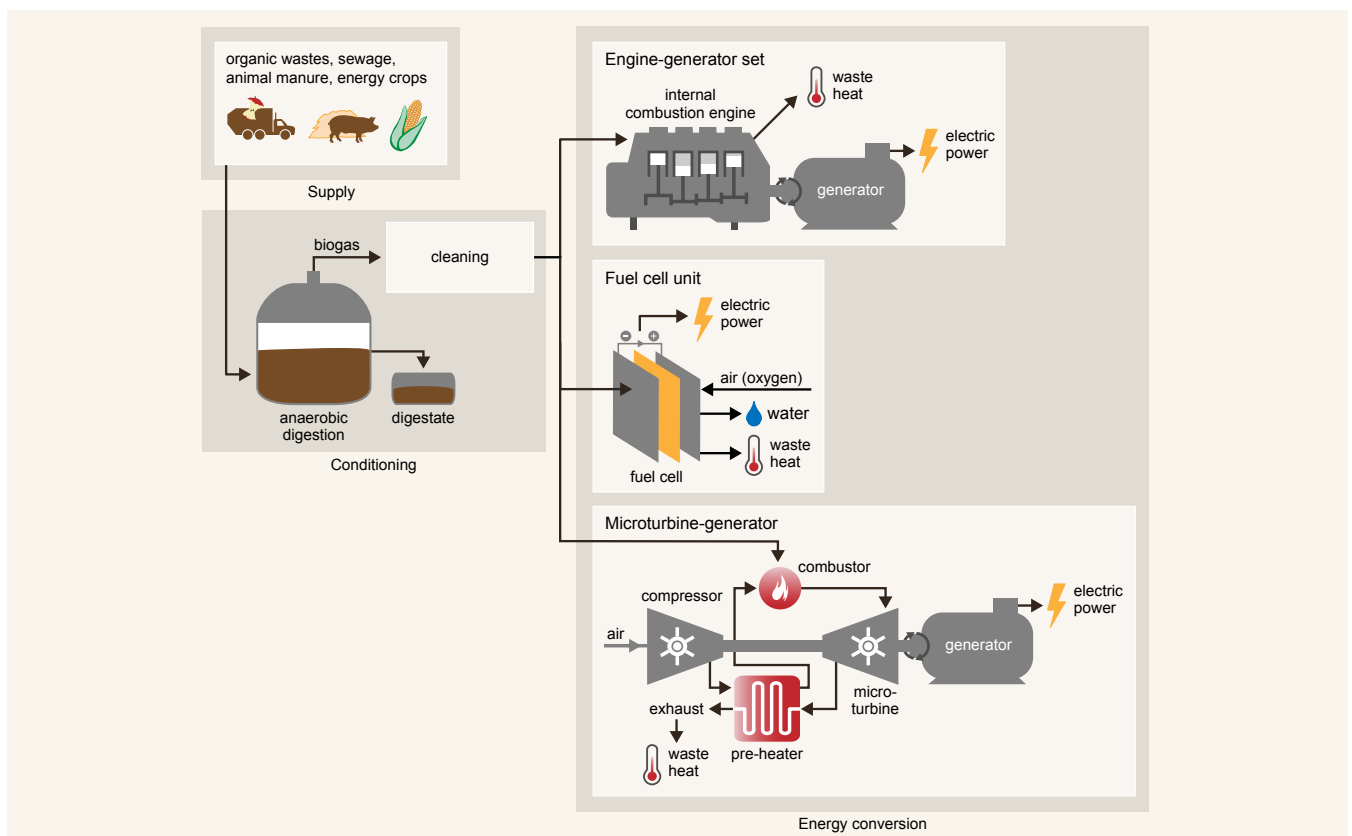 organic wastes, sewage,
animal manure, energy crops
Supply
biogas
cleaning
anaerobic
digestion
digestate
Conditioning
Engine-generator set
internal
combustion engine
waste
heat
generator
electric
power
Fuel cell unit
electric
power
air (oxygen)
water
waste
heat
fuel cell
Microturbine-generator
combustor
compressor
air
generator
electric
power
micro-
turbine
exhaust
pre-heater
waste
heat
Energy conversion